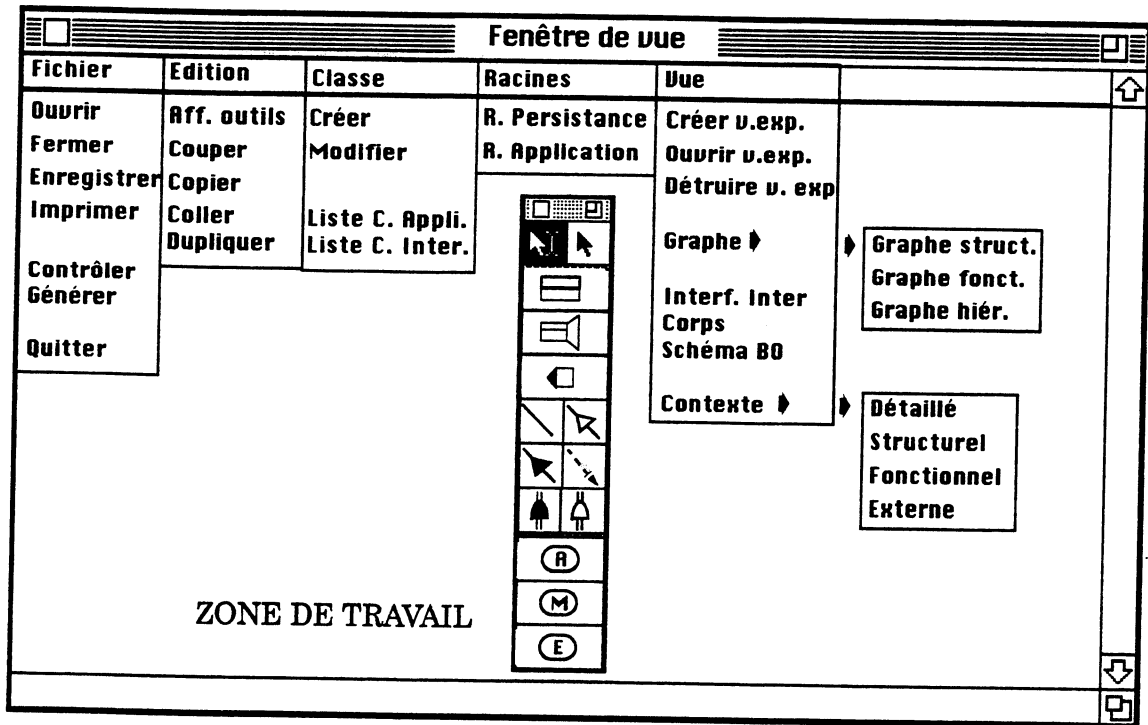 Fenêtre de vue
Fichier
Edition
Classe
Racines
Vue
Ouvrir
Fermer
Enregistrer
Imprimer
Contrôler
Générer
Quitter
Aff. outils
Couper
Copier
Coller
Dupliquer
Créer
Modifier
Liste C. Appli.
Liste C. Inter.
R. Persistance
R. Application
Créer v.exp.
Ouvrir v.exp.
Détruire v. exp
Graphe
Interf. Inter
Corps
Schéma BO
Contexte
Graphe struct.
Graphe fonct.
Graphe hiér.
Détaillé
Structurel
Fonctionnel
Externe
A
M
E
ZONE DE TRAVAIL